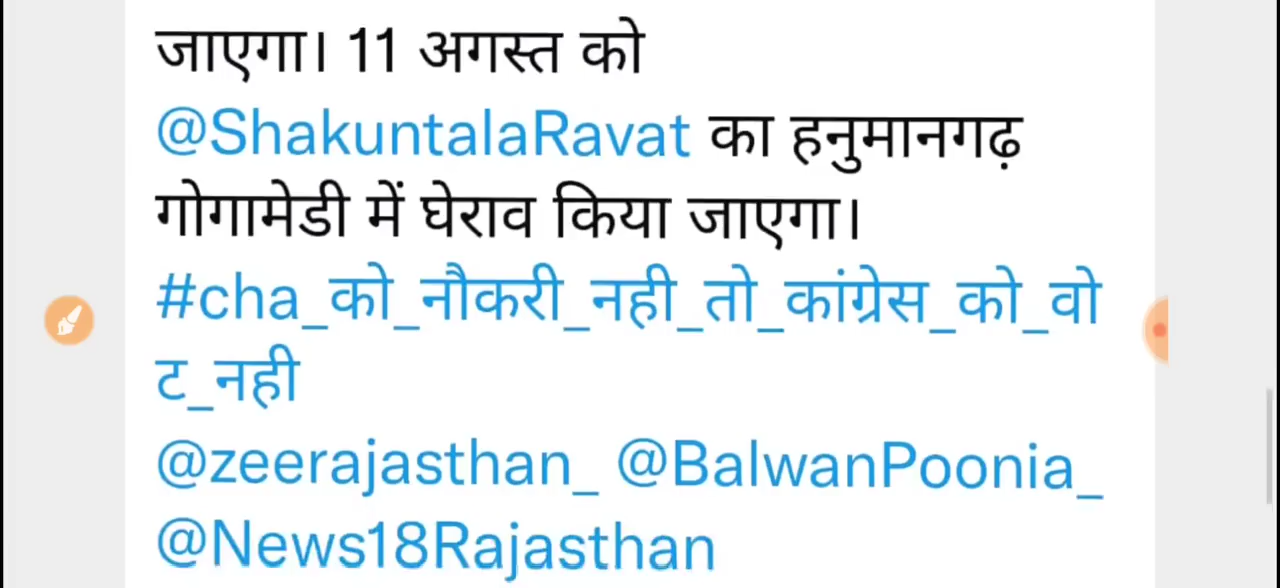 जाएगा। 11 अगस्त को
@ShakuntalaRavat का हनुमानगढ़
गोगामेडी में घेराव किया जाएगा।
#cha_को_नौकरी_नही_तो_कांग्रेस_को_वो
ट_नही
@zeerajasthan_ @BalwanPoonia_
@News18Rajasthan